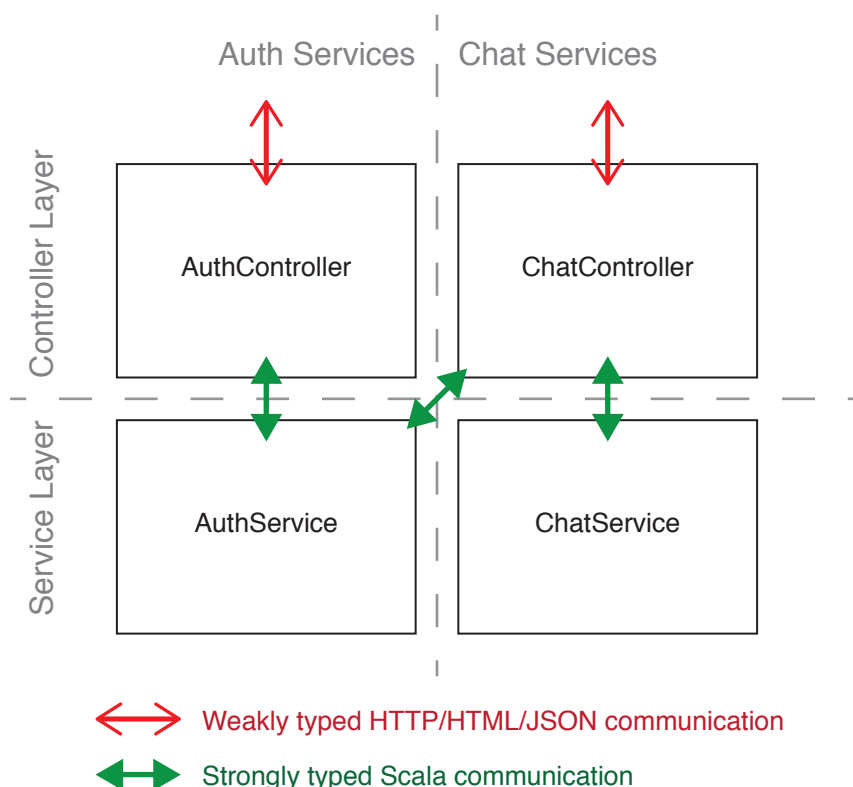 Auth Services
Chat Services
Controller Layer
AuthController
ChatController
Service Layer
AuthService
ChatService
Weakly typed HTTP/HTML/JSON communication
Strongly typed Scala communication